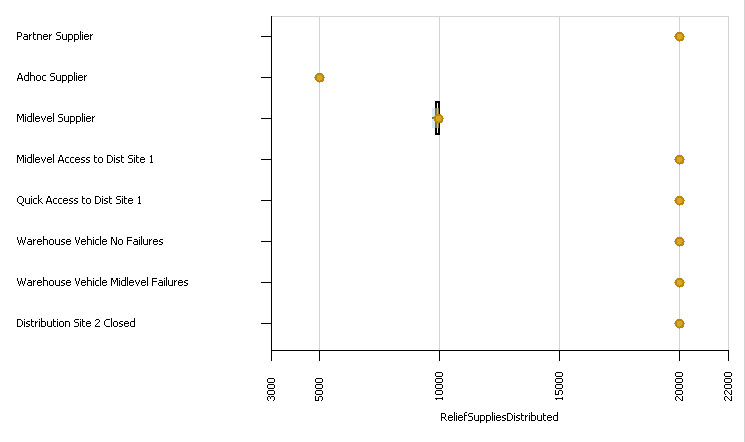 Partner Supplier
Adhoc Supplier
Midlevel Supplier
Midlevel Access to Dist Site 1
Quick Access to Dist Site 1
Warehouse Vehicle No Failures
Warehouse Vehicle Midlevel Failures
Distribution Site 2 Closed
3000
5000
10000
15000
20000
22000
ReliefSuppliesDistributed